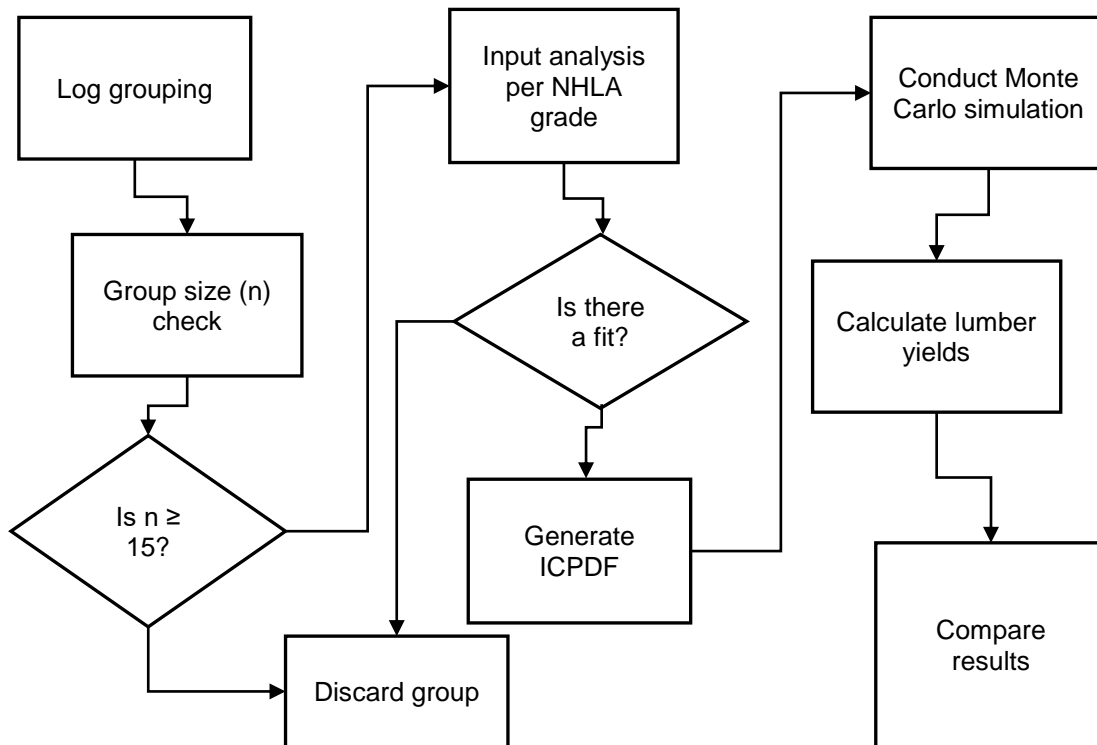 Log grouping
Group size (n)
check
Is n ≥
15?
Discard group
Input analysis
per NHLA
grade
Is there
a fit?
Generate
ICPDF
Conduct Monte
Carlo simulation
Calculate lumber
yields
Compare
results